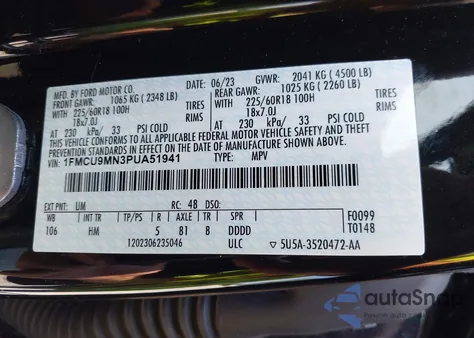 MFD. BY FORD MOTOR CO. 06/23 GVWR: 2041 KG ( 4500 LB)
FRONT GAWR: 1065 KG ( 2348 LB) REAR GAWR: 1025 KG ( 2260 LB)
225/60R18 100H TIRES 225/60R18 100H TIRES
18x7.0J RIMS 18x7.0J RIMS
AT 230 kPa/ 33 PSI COLD AT 230 kPa/ 33 PSI COLD
THIS VEHICLE CONFORMS TO ALL APPLICABLE FEDERAL MOTOR VEHICLE SAFETY, BUMPER, AND THEFT
PREVENTION STANDARDS IN EFFECT ON THE DATE OF MANUFACTURE SHOWN ABOVE.
VIN: 1FMCU9MN3PUA51941 TYPE: MPV
EXT PNT: UM RC: 48 DSO:
WB INT TR TP/PS R AXLE TR SPR F0099
106 HM 5 81 8 DDDD T0148
1202306235046 ULC 5U5A-3520472-AA
autoSnap